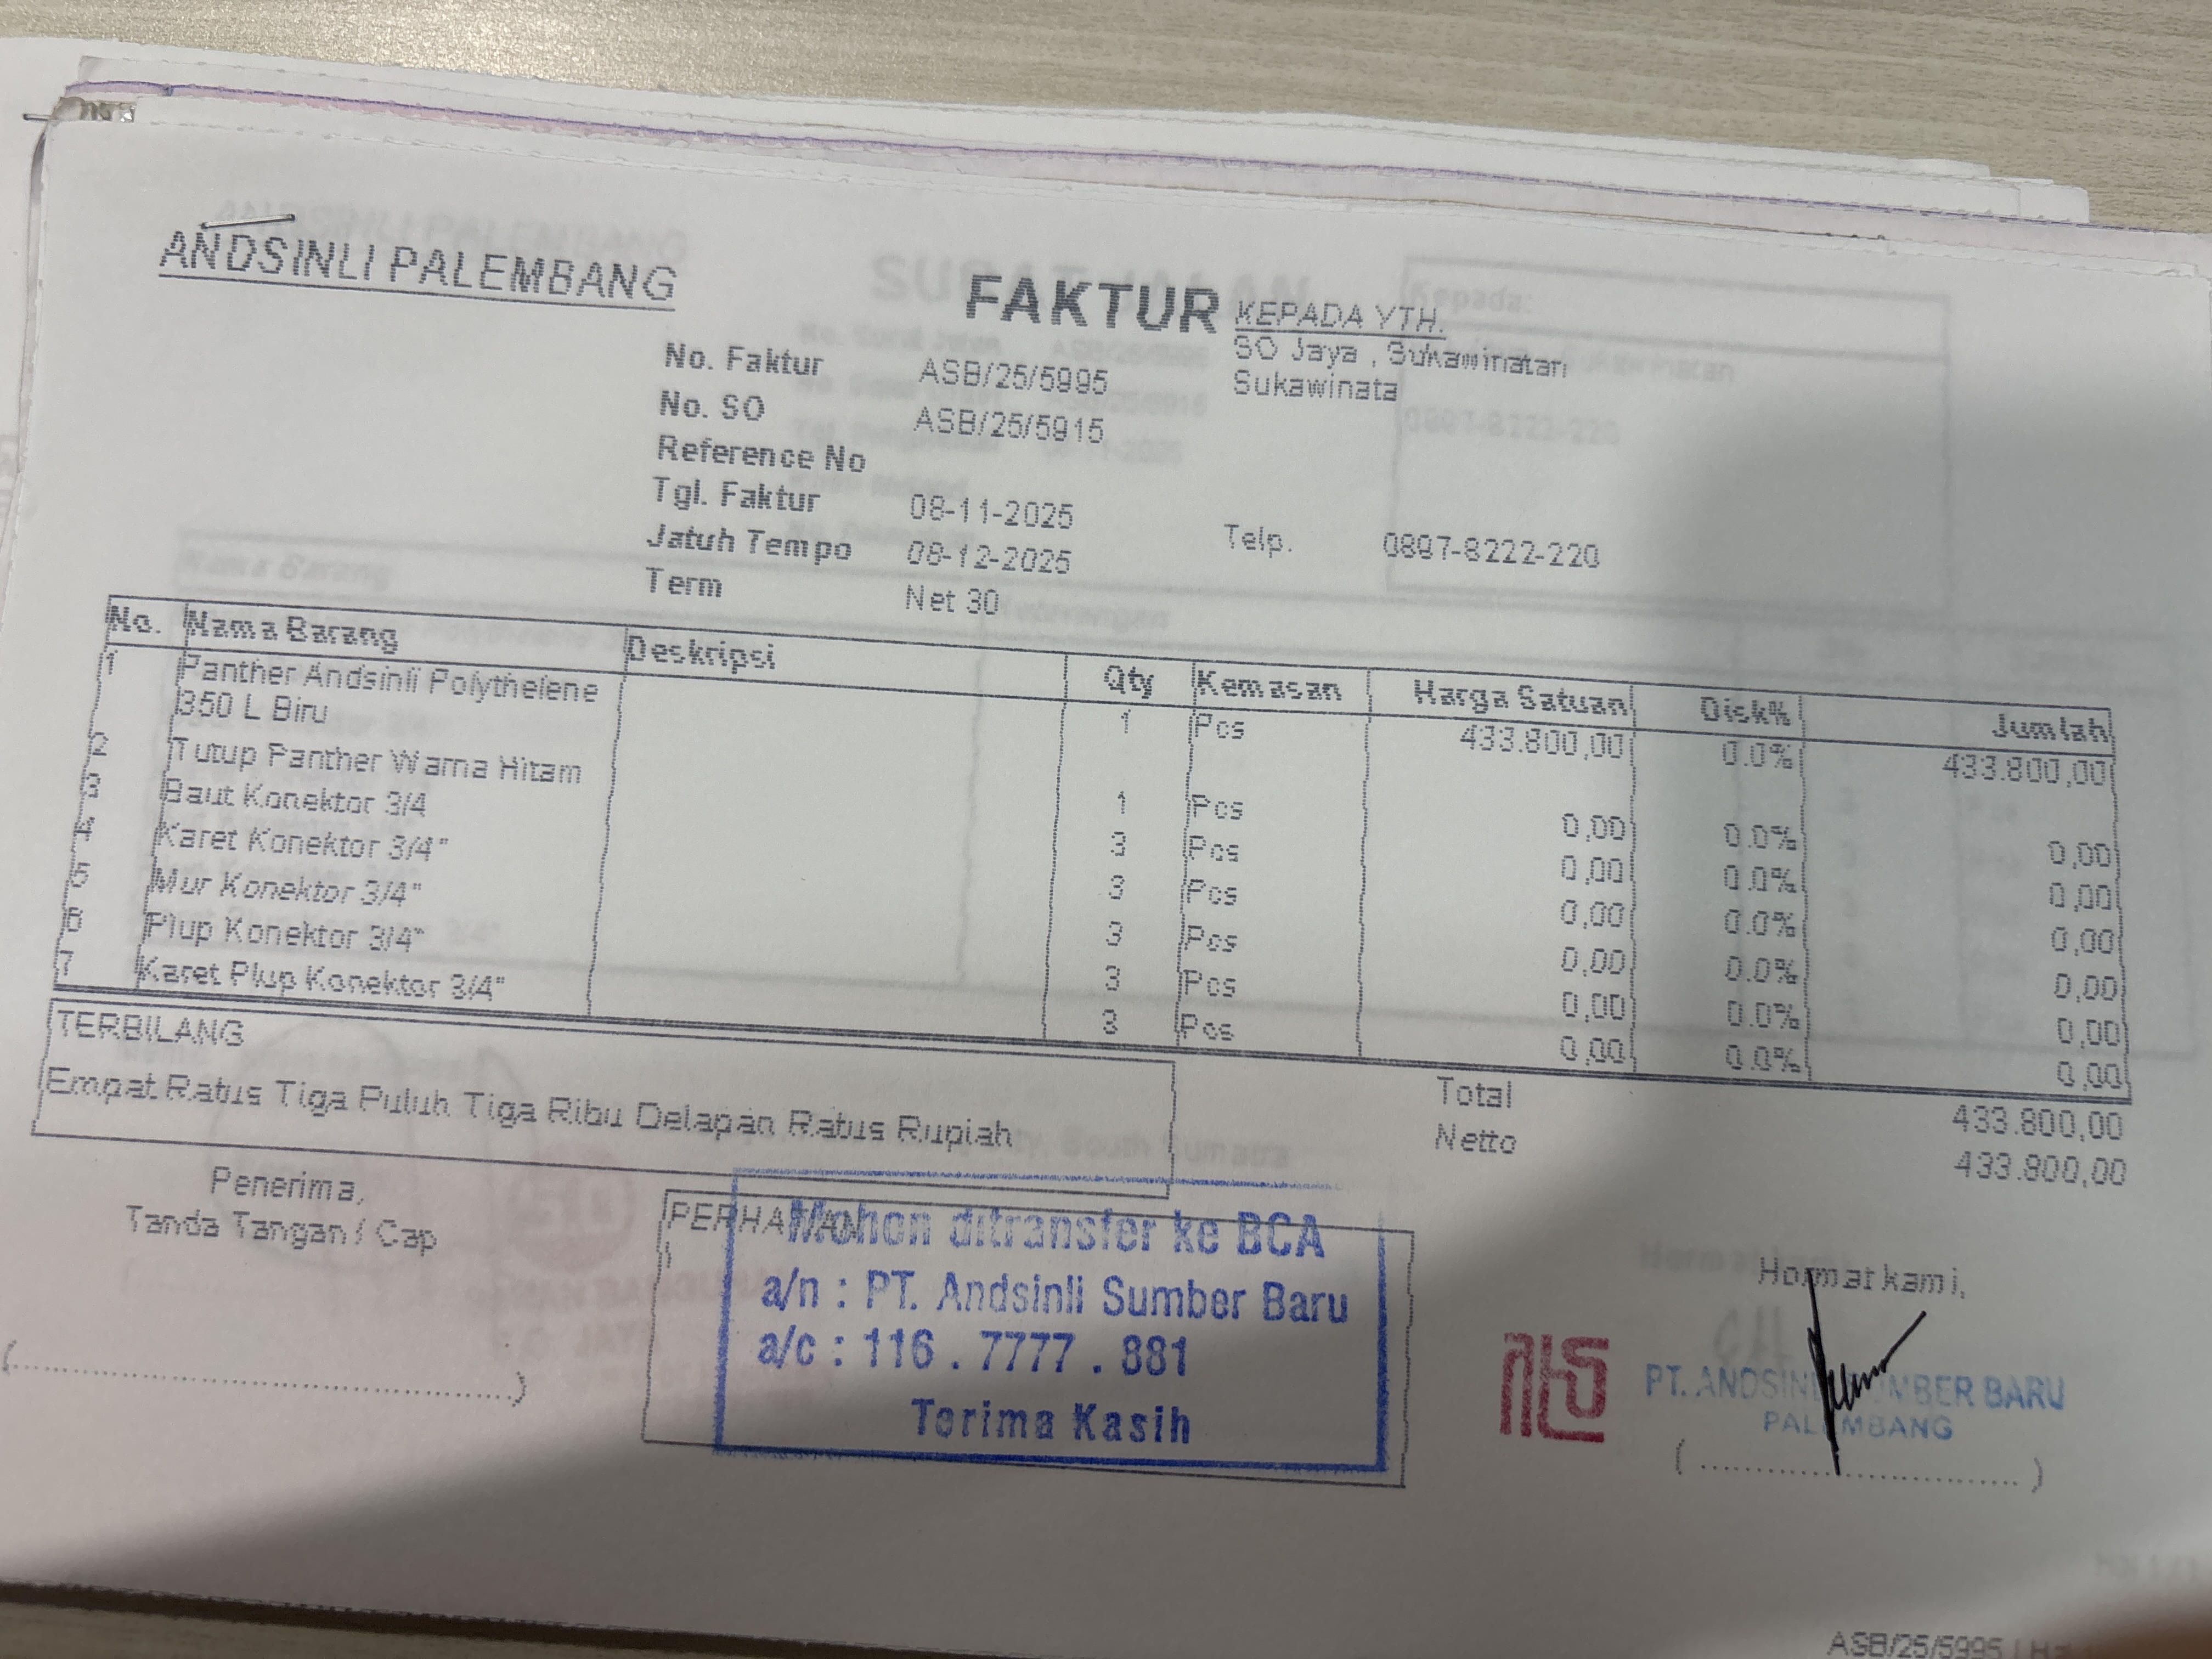 ANDSINLI PALEMBANG
FAKTUR
KEPADA YTH.
SO Jaya , Sukawinatan
Sukawinata
No. Faktur ASB/25/5995
No. SO ASB/25/5915
Reference No
Tgl. Faktur 08-11-2025
Jatuh Tempo 08-12-2025
Term Net 30
Telp. 0897-8222-220
No. Nama Barang Deskripsi Qty Kemasan Harga Satuan Disk% Jumlah
1 Panther Andsinli Polythelene 1 Pcs 433.800,00 0.0% 433.800,00
350 L Biru
2 Tutup Panther Warna Hitam 1 Pcs 0,00 0.0% 0,00
3 Baut Konektor 3/4 3 Pcs 0,00 0.0% 0,00
4 Karet Konektor 3/4" 3 Pcs 0,00 0.0% 0,00
5 Mur Konektor 3/4" 3 Pcs 0,00 0.0% 0,00
6 Plup Konektor 3/4" 3 Pcs 0,00 0.0% 0,00
7 Karet Plup Konektor 3/4" 3 Pcs 0,00 0.0% 0,00
TERBILANG
Empat Ratus Tiga Puluh Tiga Ribu Delapan Ratus Rupiah
Total 433.800,00
Netto 433.800,00
Penerima,
Tanda Tangan / Cap
PERHATIAN
Mohon ditransfer ke BCA
a/n : PT. Andsinli Sumber Baru
a/c : 116 . 7777 . 881
Terima Kasih
Hormat kami,
PT. ANDSINLI SUMBER BARU
PALEMBANG
ASB/25/5995